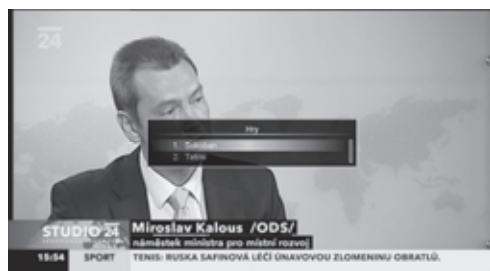 24
Hry
1. Sokoban
2. Tetris
STUDIO 24
Miroslav Kalous /ODS/
náměstek ministra pro místní rozvoj
15:54 SPORT TENIS: RUSKA SAFINOVÁ LÉČÍ ÚNAVOVOU ZLOMENINU OBRATLŮ.